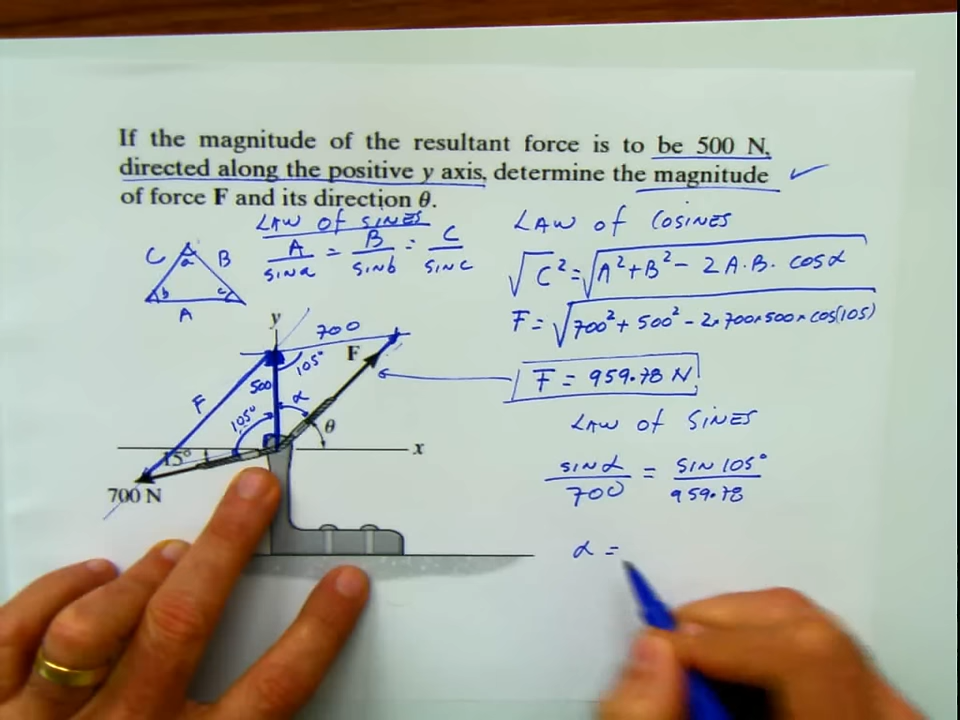 If the magnitude of the resultant force is to be 500 N,
directed along the positive y axis, determine the magnitude
of force F and its direction θ.
LAW of SINES
A/sin a = B/sin b = C/sin c
C
B
a
b
c
A
LAW of COSINES
√C² = √A² + B² - 2 A.B. cos α
F = √700² + 500² - 2×700×500×cos(105)
F = 959.78 N
y
700
F
105°
500
α
F
105°
θ
15°
x
700 N
LAW of SINES
sin α/700 = sin 105°/959.78
α =